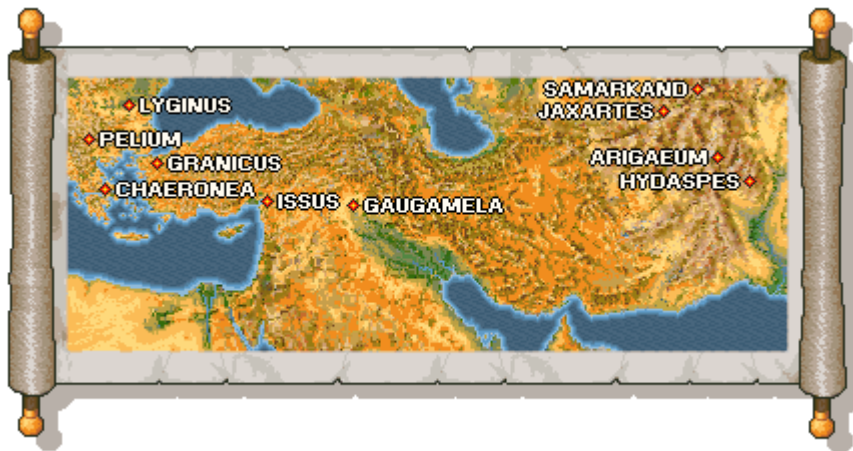 SAMARKAND
LYGINUS
JAXARTES
PELIUM
GRANICUS
ARIGAEUM
CHAERONEA
HYDASPES
ISSUS
GAUGAMELA